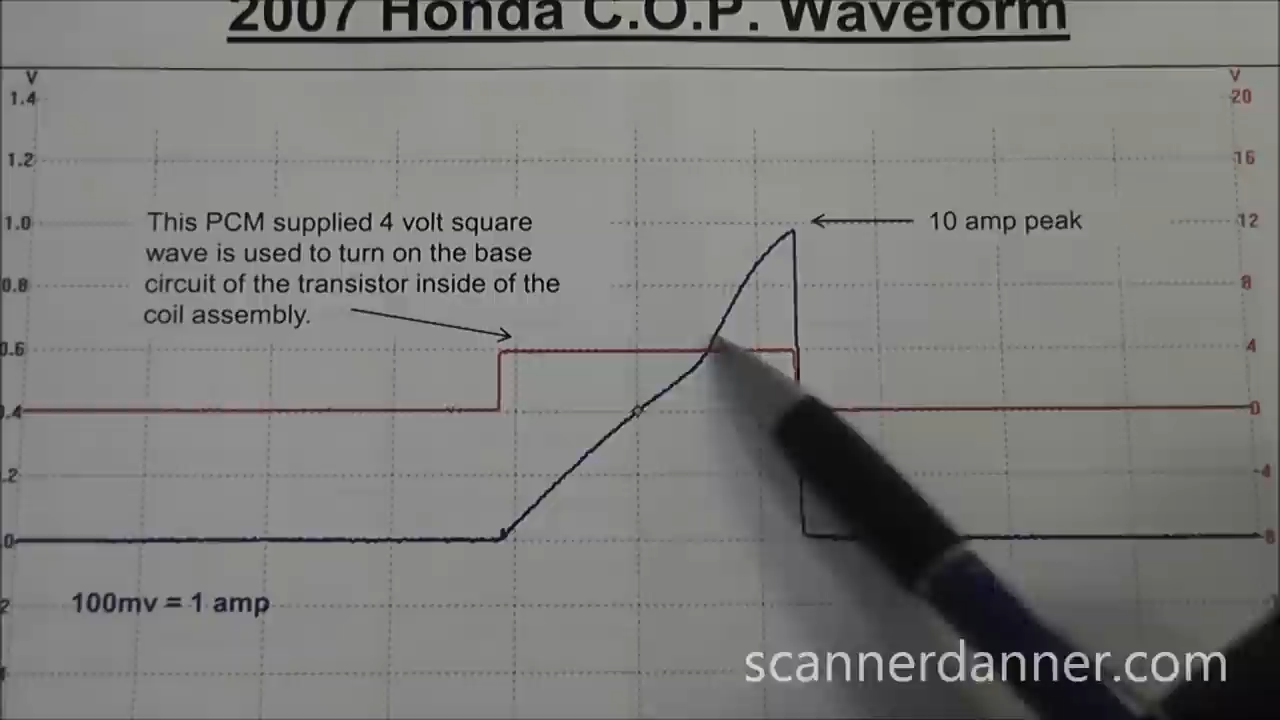 2007 Honda C.O.P. Waveform
V V
1.4 20
1.2 16
1.0 12
This PCM supplied 4 volt square
wave is used to turn on the base
circuit of the transistor inside of the
coil assembly.
10 amp peak
0.8 8
0.6 4
0.4 0
.2 -4
.0 -8
2
100mv = 1 amp
scannerdanner.com